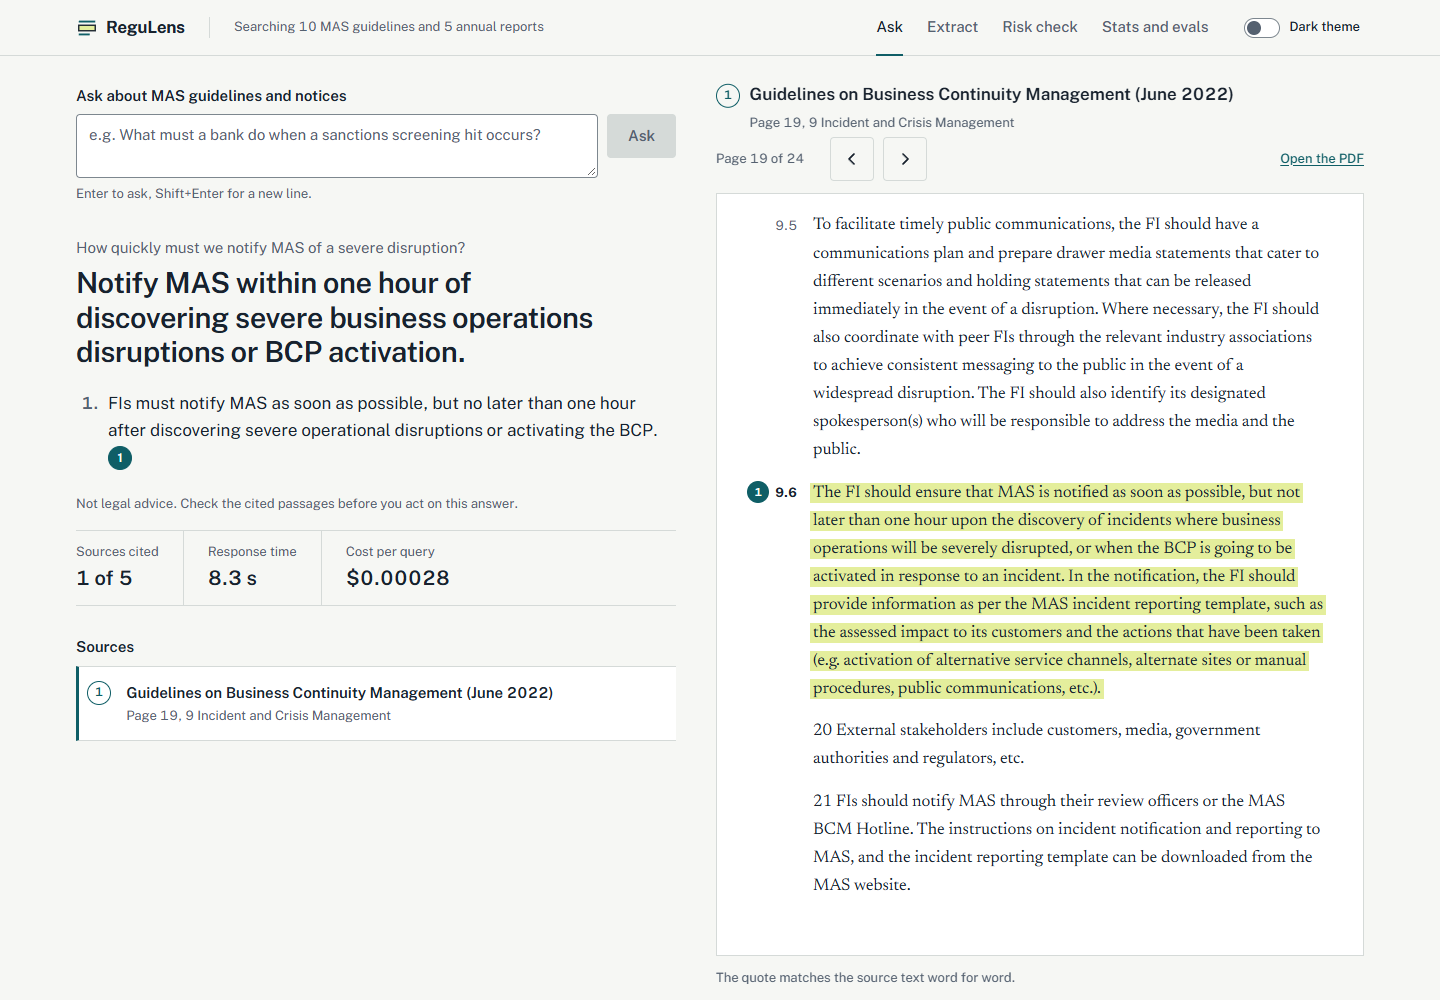 ReguLens
Searching 10 MAS guidelines and 5 annual reports
Ask
Extract
Risk check
Stats and evals
Dark theme
Ask about MAS guidelines and notices
e.g. What must a bank do when a sanctions screening hit occurs?
Ask
Enter to ask, Shift+Enter for a new line.
How quickly must we notify MAS of a severe disruption?
Notify MAS within one hour of
discovering severe business operations
disruptions or BCP activation.
1. FIs must notify MAS as soon as possible, but no later than one hour
after discovering severe operational disruptions or activating the BCP.
1
Not legal advice. Check the cited passages before you act on this answer.
Sources cited
1 of 5
Response time
8.3 s
Cost per query
$0.00028
Sources
1 Guidelines on Business Continuity Management (June 2022)
Page 19, 9 Incident and Crisis Management
1 Guidelines on Business Continuity Management (June 2022)
Page 19, 9 Incident and Crisis Management
Page 19 of 24
Open the PDF
9.5 To facilitate timely public communications, the FI should have a
communications plan and prepare drawer media statements that cater to
different scenarios and holding statements that can be released
immediately in the event of a disruption. Where necessary, the FI should
also coordinate with peer FIs through the relevant industry associations
to achieve consistent messaging to the public in the event of a
widespread disruption. The FI should also identify its designated
spokesperson(s) who will be responsible to address the media and the
public.
1 9.6 The FI should ensure that MAS is notified as soon as possible, but not
later than one hour upon the discovery of incidents where business
operations will be severely disrupted, or when the BCP is going to be
activated in response to an incident. In the notification, the FI should
provide information as per the MAS incident reporting template, such as
the assessed impact to its customers and the actions that have been taken
(e.g. activation of alternative service channels, alternate sites or manual
procedures, public communications, etc.).
20 External stakeholders include customers, media, government
authorities and regulators, etc.
21 FIs should notify MAS through their review officers or the MAS
BCM Hotline. The instructions on incident notification and reporting to
MAS, and the incident reporting template can be downloaded from the
MAS website.
The quote matches the source text word for word.